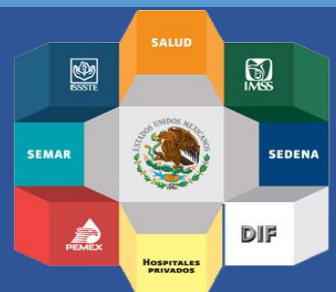 SALUD
ISSSTE
IMSS
ESTADOS UNIDOS MEXICANOS
SEMAR
SEDENA
PEMEX
DIF
HOSPITALES
PRIVADOS